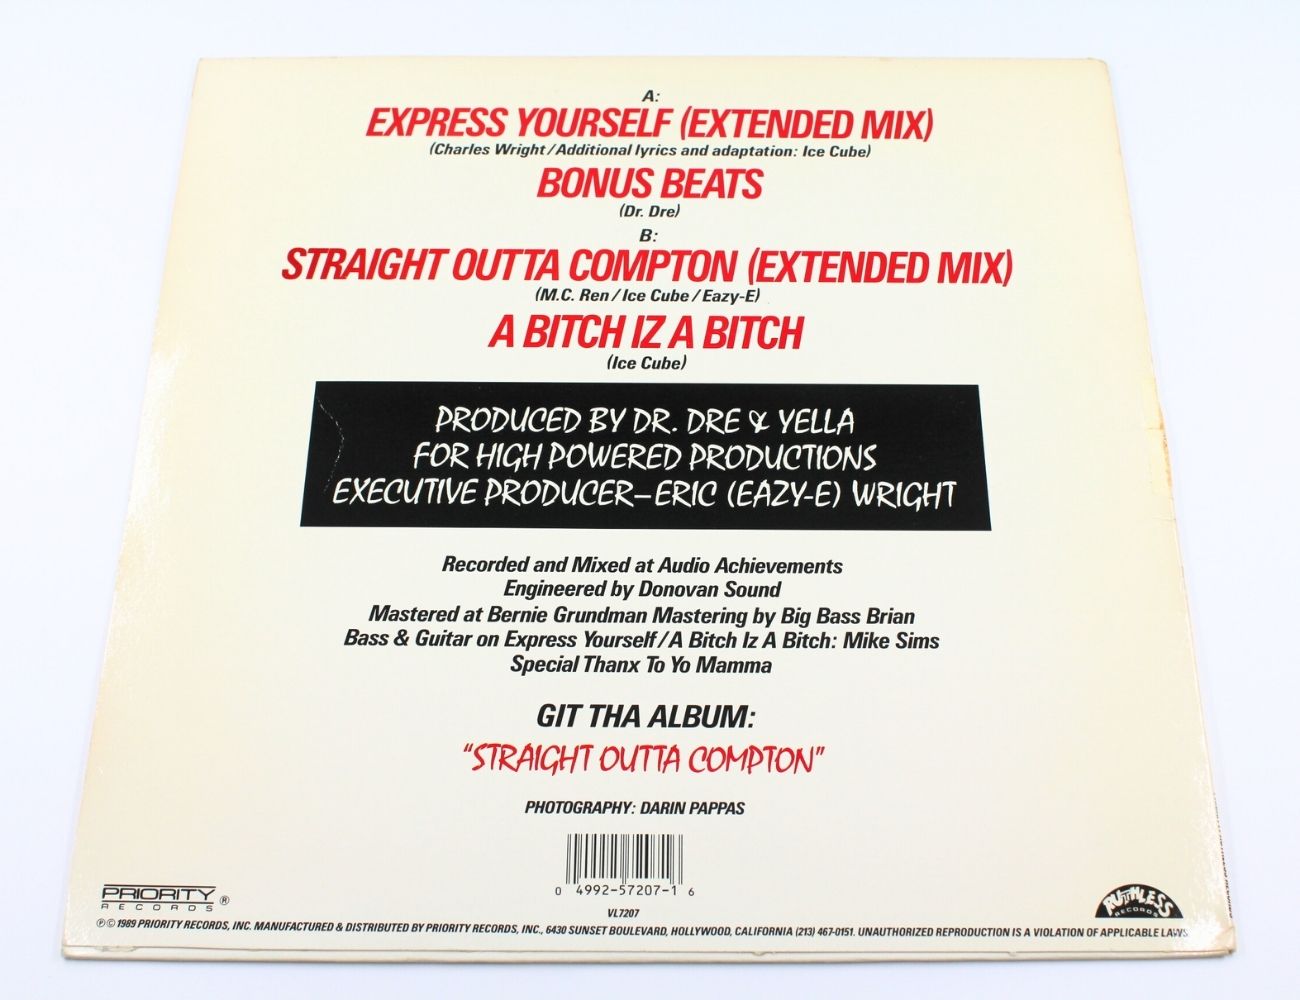 A:
EXPRESS YOURSELF (EXTENDED MIX)
(Charles Wright/Additional lyrics and adaptation: Ice Cube)
BONUS BEATS
(Dr. Dre)
B:
STRAIGHT OUTTA COMPTON (EXTENDED MIX)
(M.C. Ren/Ice Cube/Eazy-E)
A BITCH IZ A BITCH
(Ice Cube)
PRODUCED BY DR. DRE & YELLA
FOR HIGH POWERED PRODUCTIONS
EXECUTIVE PRODUCER–ERIC (EAZY-E) WRIGHT
Recorded and Mixed at Audio Achievements
Engineered by Donovan Sound
Mastered at Bernie Grundman Mastering by Big Bass Brian
Bass & Guitar on Express Yourself/A Bitch Iz A Bitch: Mike Sims
Special Thanx To Yo Mamma
GIT THA ALBUM:
"STRAIGHT OUTTA COMPTON"
PHOTOGRAPHY: DARIN PAPPAS
0 4992-57207-1 6
VL7207
PRIORITY
RECORDS ®
RUTHLESS
RECORDS
℗© 1989 PRIORITY RECORDS, INC. MANUFACTURED & DISTRIBUTED BY PRIORITY RECORDS, INC., 6430 SUNSET BOULEVARD, HOLLYWOOD, CALIFORNIA (213) 467-0151. UNAUTHORIZED REPRODUCTION IS A VIOLATION OF APPLICABLE LAWS